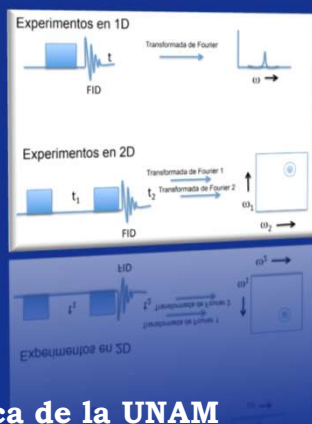 Experimentos en 1D
t
Transformada de Fourier
FID
ω
Experimentos en 2D
t₁
t₂
Transformada de Fourier 1
Transformada de Fourier 2
ω₁
FID
ω₂
ca de la UNAM